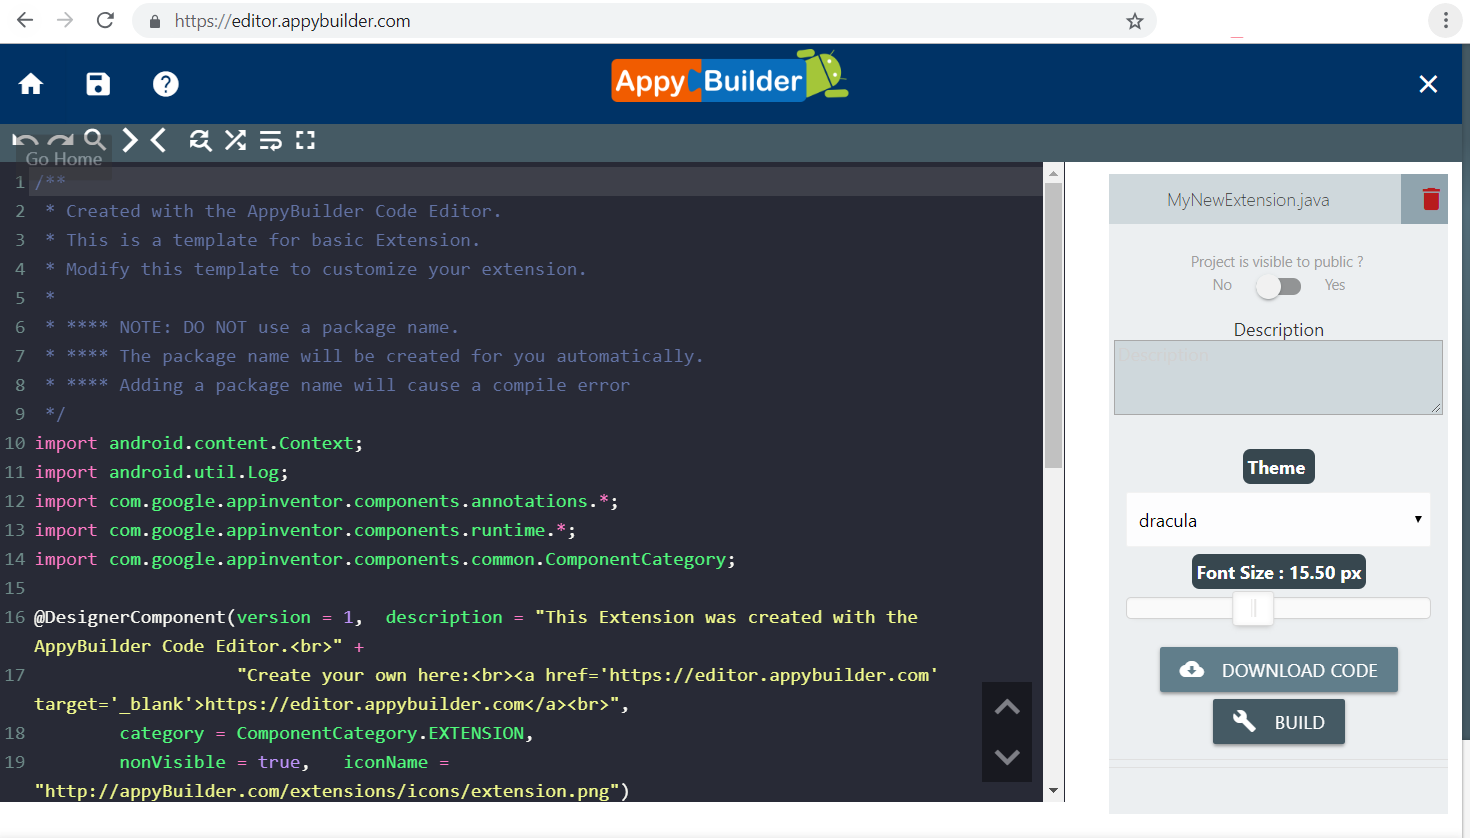 https://editor.appybuilder.com
Appy Builder
Go Home
1 /**
2 * Created with the AppyBuilder Code Editor.
3 * This is a template for basic Extension.
4 * Modify this template to customize your extension.
5 *
6 * **** NOTE: DO NOT use a package name.
7 * **** The package name will be created for you automatically.
8 * **** Adding a package name will cause a compile error
9 */
10 import android.content.Context;
11 import android.util.Log;
12 import com.google.appinventor.components.annotations.*;
13 import com.google.appinventor.components.runtime.*;
14 import com.google.appinventor.components.common.ComponentCategory;
15
16 @DesignerComponent(version = 1,  description = "This Extension was created with the
AppyBuilder Code Editor.<br>" +
17 "Create your own here:<br><a href='https://editor.appybuilder.com'
target='_blank'>https://editor.appybuilder.com</a><br>",
18 category = ComponentCategory.EXTENSION,
19 nonVisible = true,   iconName =
"http://appyBuilder.com/extensions/icons/extension.png")
MyNewExtension.java
Project is visible to public ?
No Yes
Description
Description
Theme
dracula
Font Size : 15.50 px
DOWNLOAD CODE
BUILD